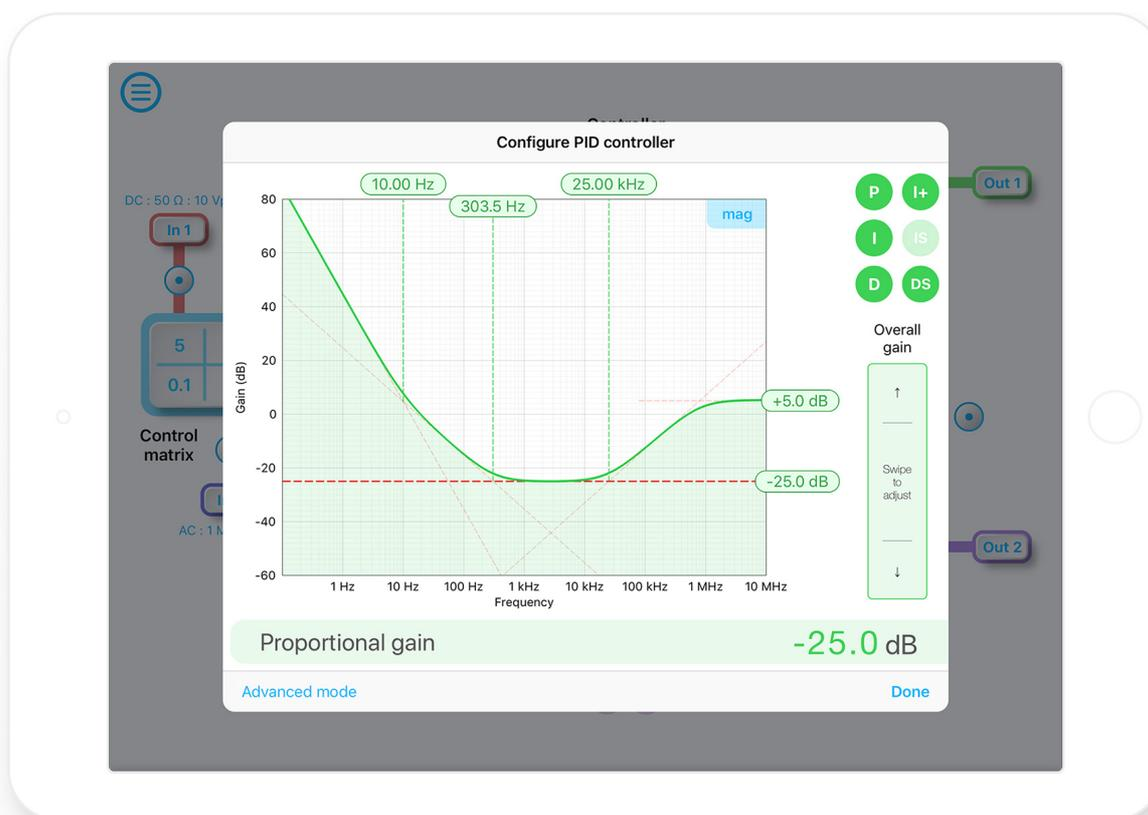 Configure PID controller
DC : 50 Ω : 10 V
In 1
5
0.1
Control
matrix
AC : 1
10.00 Hz
303.5 Hz
25.00 kHz
mag
80
60
40
20
0
-20
-40
-60
Gain (dB)
1 Hz
10 Hz
100 Hz
1 kHz
10 kHz
100 kHz
1 MHz
10 MHz
Frequency
+5.0 dB
-25.0 dB
P
I+
I
IS
D
DS
Overall
gain
↑
Swipe
to
adjust
↓
Out 1
Out 2
Proportional gain
-25.0 dB
Advanced mode
Done